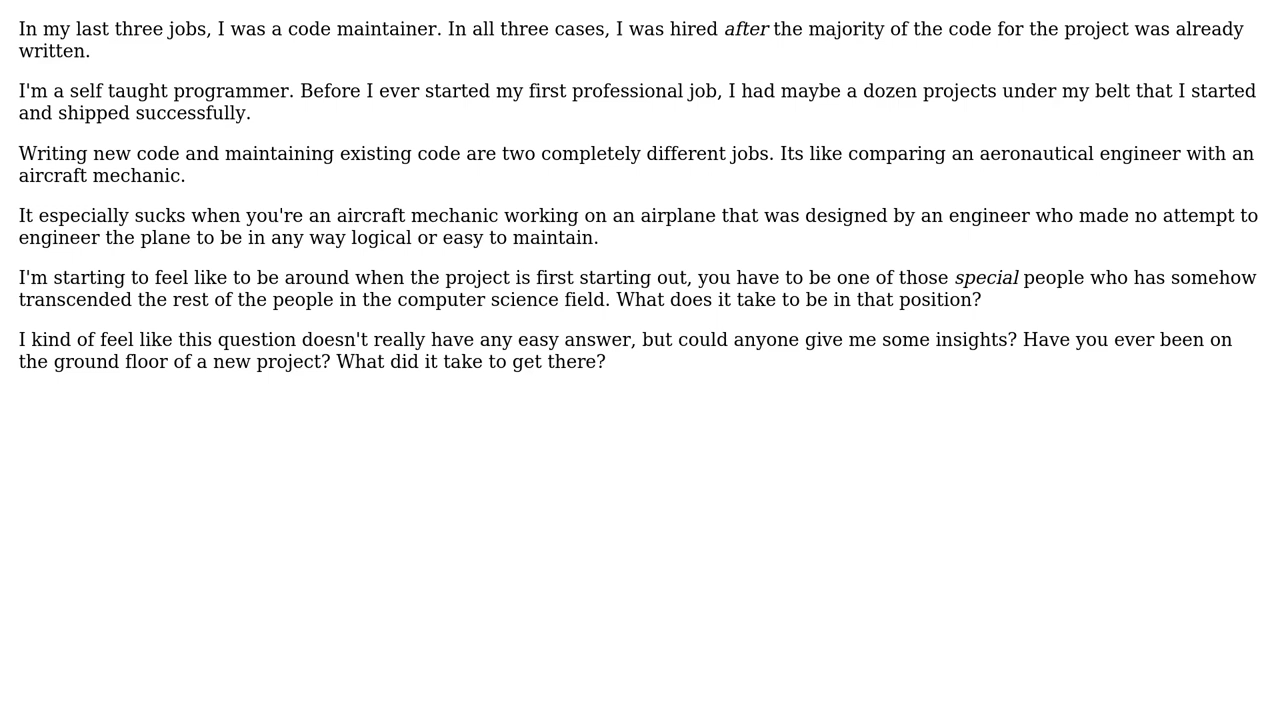 In my last three jobs, I was a code maintainer. In all three cases, I was hired after the majority of the code for the project was already
written.
I'm a self taught programmer. Before I ever started my first professional job, I had maybe a dozen projects under my belt that I started
and shipped successfully.
Writing new code and maintaining existing code are two completely different jobs. Its like comparing an aeronautical engineer with an
aircraft mechanic.
It especially sucks when you're an aircraft mechanic working on an airplane that was designed by an engineer who made no attempt to
engineer the plane to be in any way logical or easy to maintain.
I'm starting to feel like to be around when the project is first starting out, you have to be one of those special people who has somehow
transcended the rest of the people in the computer science field. What does it take to be in that position?
I kind of feel like this question doesn't really have any easy answer, but could anyone give me some insights? Have you ever been on
the ground floor of a new project? What did it take to get there?